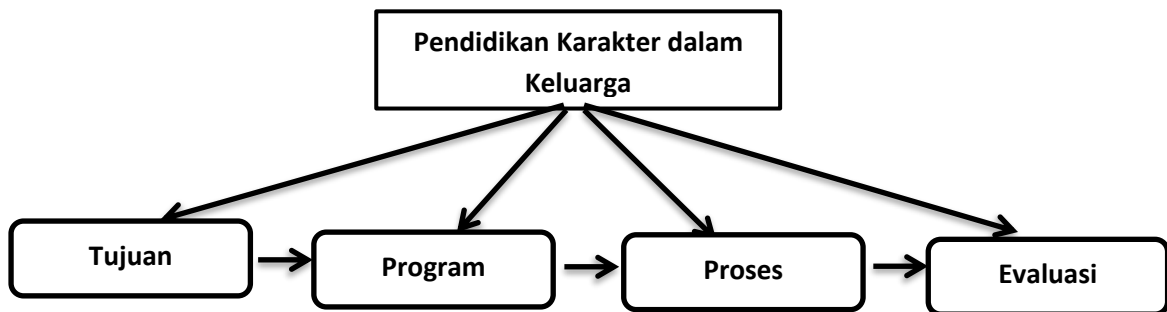 Pendidikan Karakter dalam
Keluarga
Tujuan
Program
Proses
Evaluasi